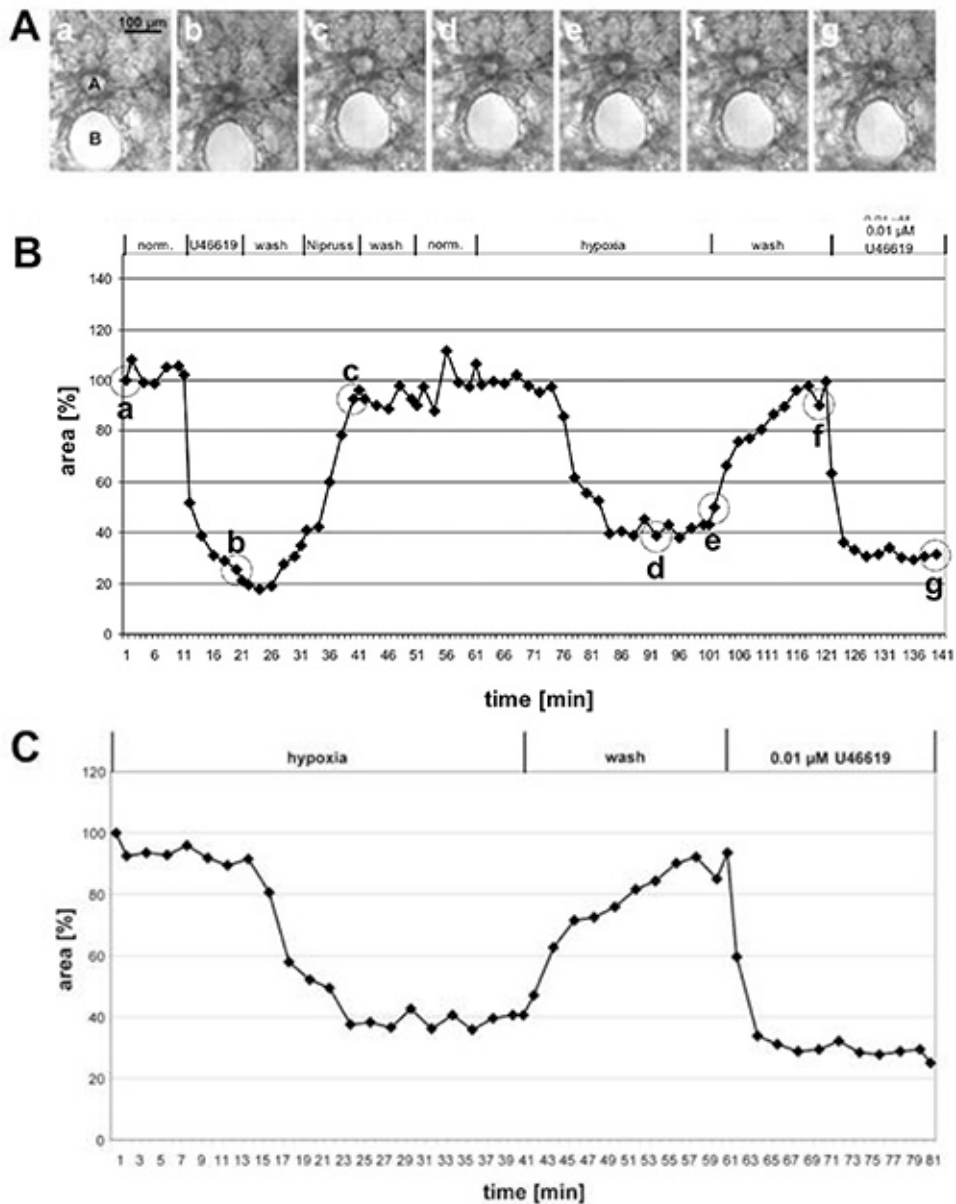 A
a b c d e f g
100 µm
A
B
B
norm. U46619 wash Nipruss wash norm. hypoxia wash 0.01 µM
0.01 µM
U46619
140
120
100
80
60
40
20
0
area [%]
a b c d e f g
1 6 11 16 21 26 31 36 41 46 51 56 61 66 71 76 81 86 91 96 101 106 111 116 121 126 131 136 141
time [min]
C
hypoxia wash 0.01 µM U46619
120
100
80
60
40
20
0
area [%]
1 3 5 7 9 11 13 15 17 19 21 23 25 27 29 31 33 35 37 39 41 43 45 47 49 51 53 55 57 59 61 63 65 67 69 71 73 75 77 79 81
time [min]